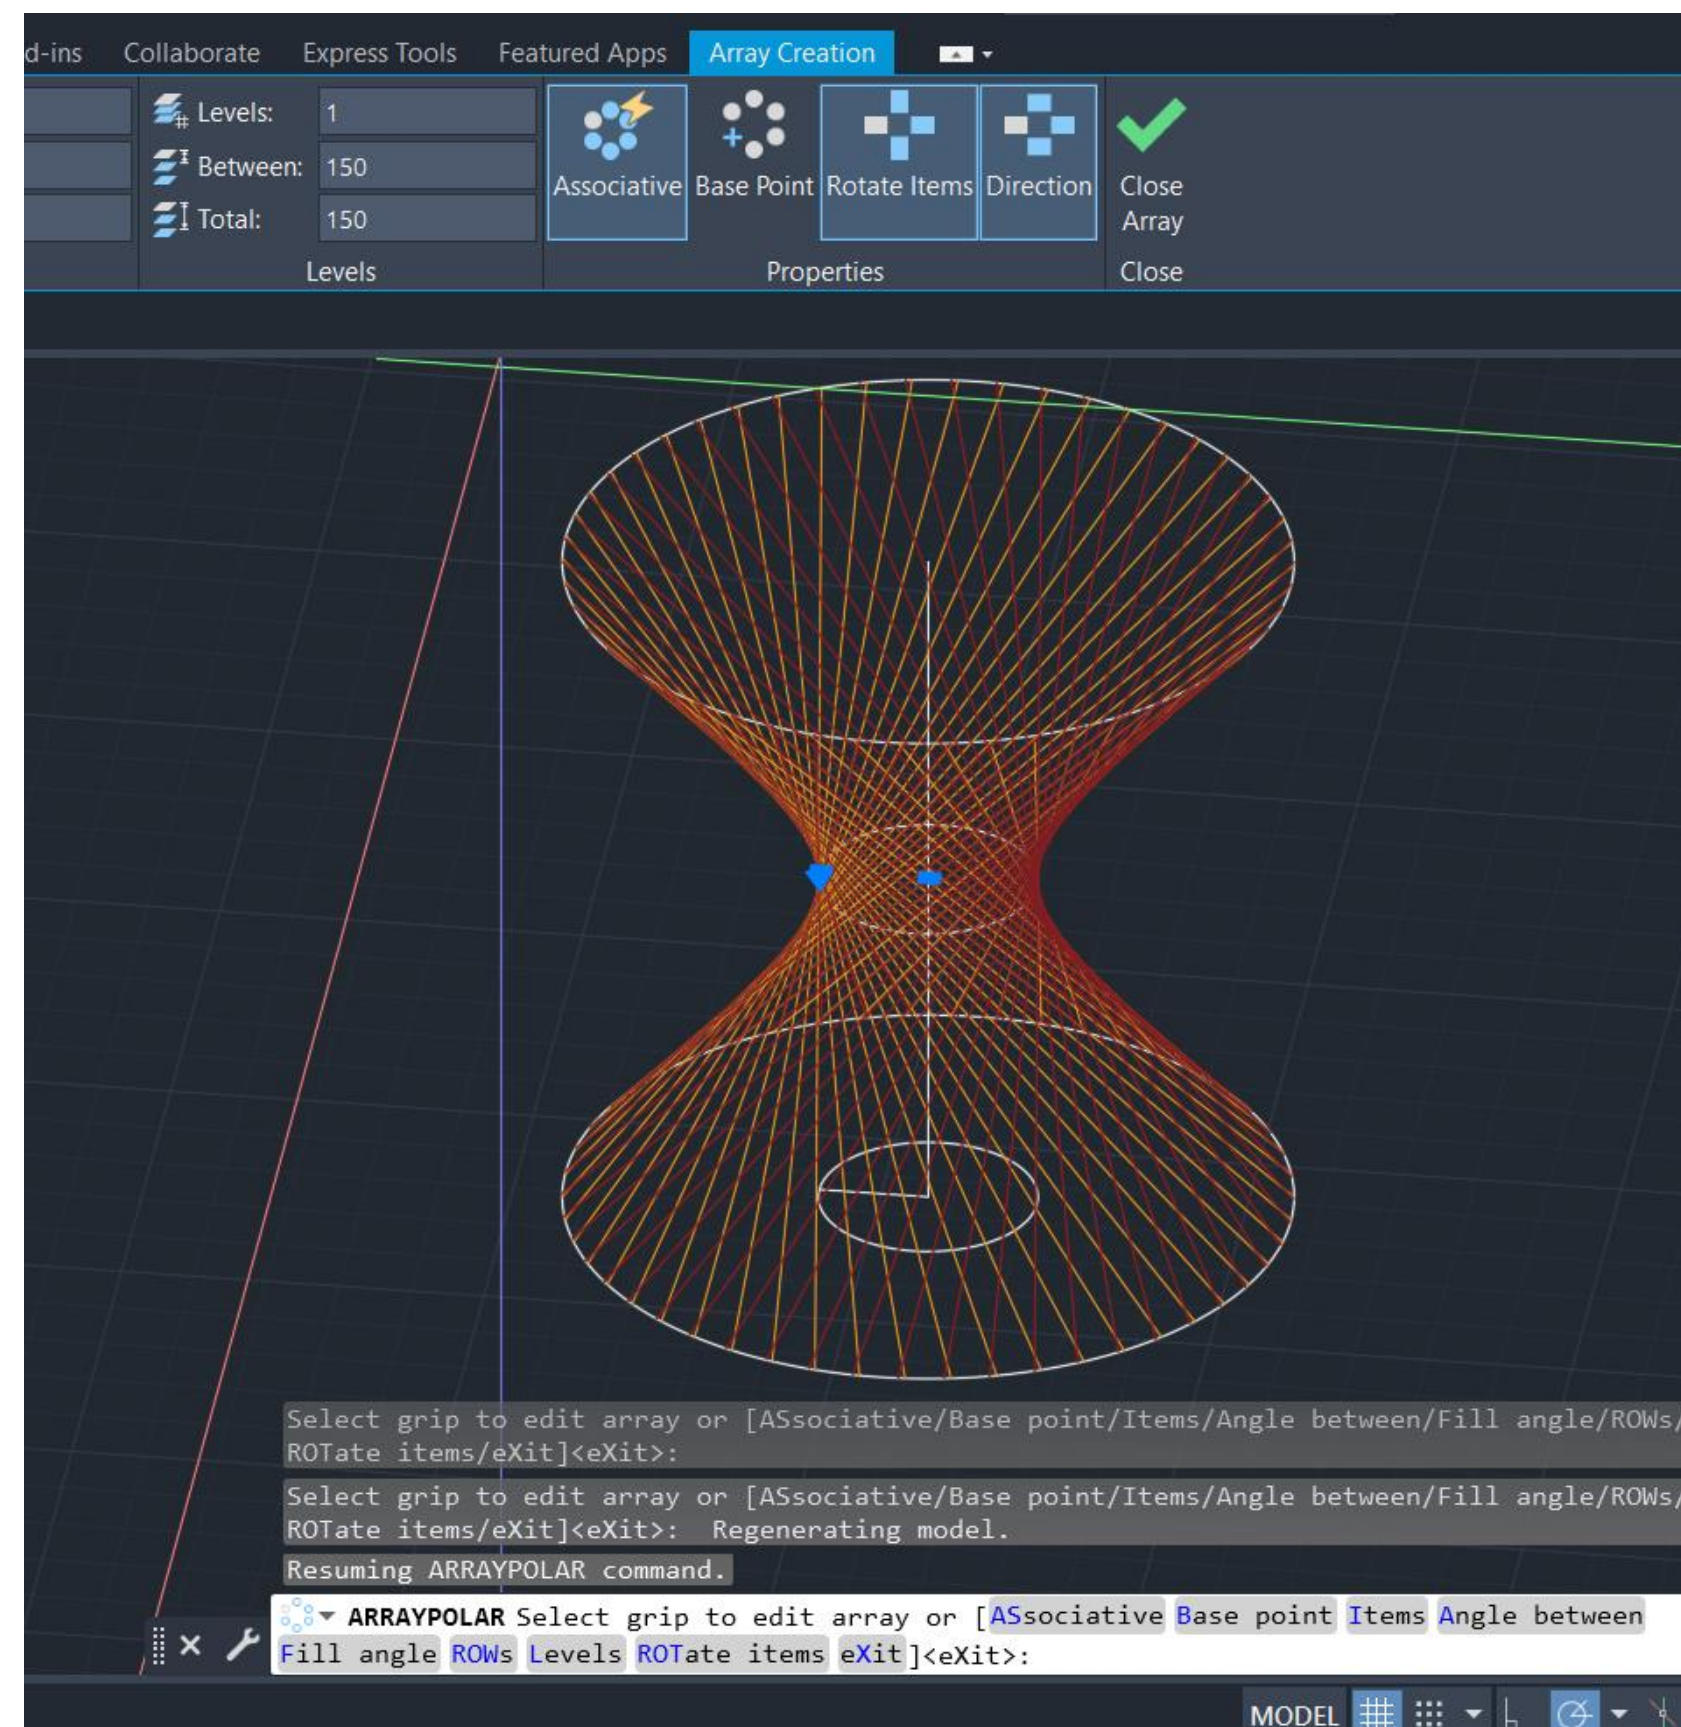 d-ins Collaborate Express Tools Featured Apps Array Creation
Levels: 1
Between: 150
Total: 150
Associative Base Point Rotate Items Direction Close
Array
Levels Properties Close
Select grip to edit array or [ASsociative/Base point/Items/Angle between/Fill angle/ROWs/
ROTate items/eXit]<eXit>:
Select grip to edit array or [ASsociative/Base point/Items/Angle between/Fill angle/ROWs/
ROTate items/eXit]<eXit>: Regenerating model.
Resuming ARRAYPOLAR command.
ARRAYPOLAR Select grip to edit array or [ASsociative Base point Items Angle between
Fill angle ROWs Levels ROTate items eXit]<eXit>:
MODEL